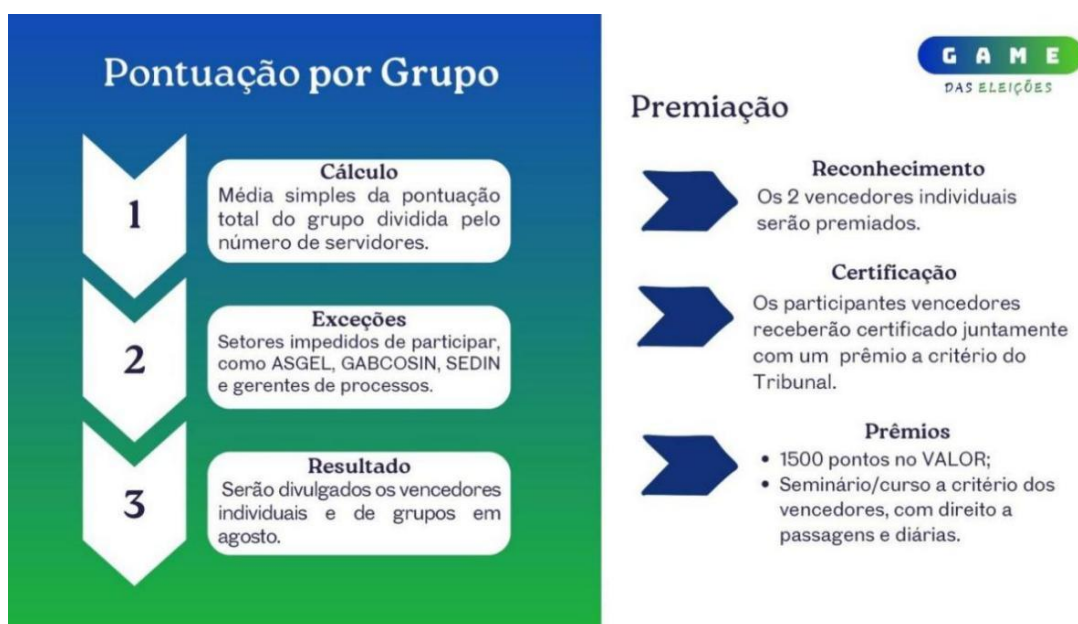 Pontuação por Grupo
1
Cálculo
Média simples da pontuação
total do grupo dividida pelo
número de servidores.
2
Exceções
Setores impedidos de participar,
como ASGEL, GABCOSIN, SEDIN
e gerentes de processos.
3
Resultado
Serão divulgados os vencedores
individuais e de grupos em
agosto.
GAME
DAS ELEIÇÕES
Premiação
Reconhecimento
Os 2 vencedores individuais
serão premiados.
Certificação
Os participantes vencedores
receberão certificado juntamente
com um prêmio a critério do
Tribunal.
Prêmios
• 1500 pontos no VALOR;
• Seminário/curso a critério dos
vencedores, com direito a
passagens e diárias.